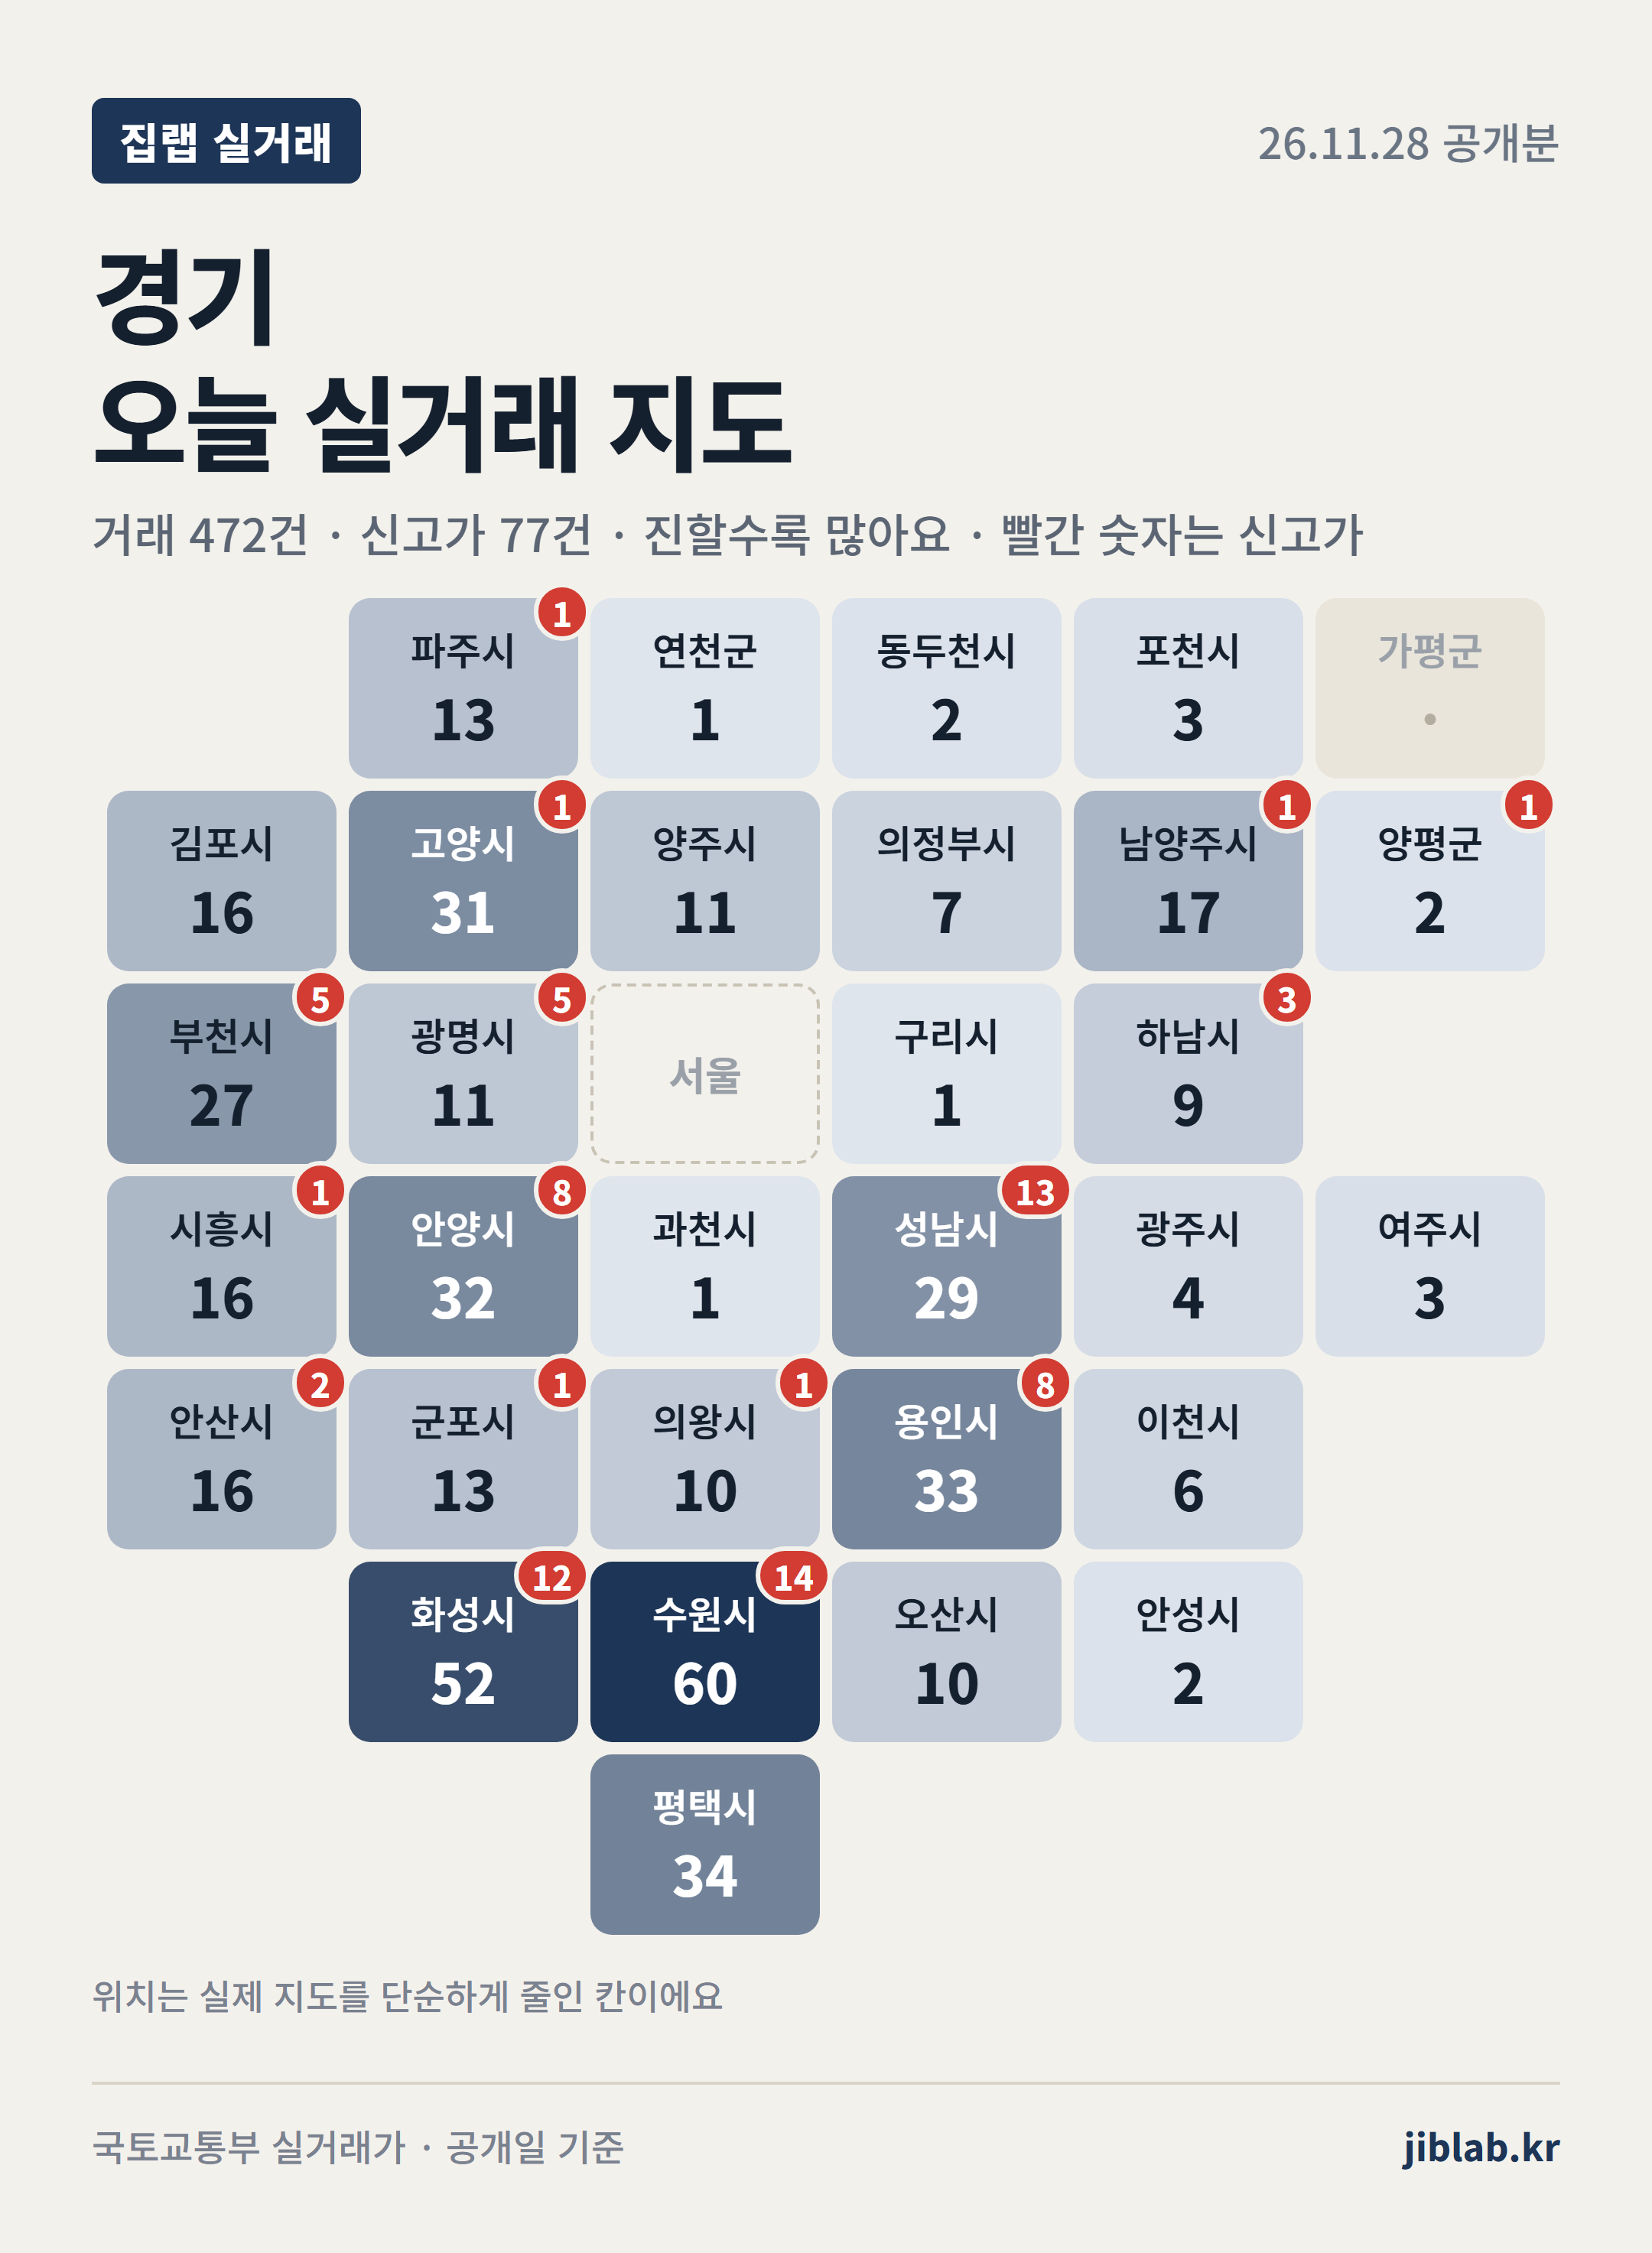 집랩 실거래
26.11.28 공개분
경기
오늘 실거래 지도
거래 472건 · 신고가 77건 · 진할수록 많아요 · 빨간 숫자는 신고가
파주시 1
13
연천군
1
동두천시
2
포천시
3
가평군
·
김포시
16
고양시 1
31
양주시
11
의정부시
7
남양주시 1
17
양평군 1
2
부천시 5
27
광명시 5
11
서울
구리시
1
하남시 3
9
시흥시 1
16
안양시 8
32
과천시
1
성남시 13
29
광주시
4
여주시
3
안산시 2
16
군포시 1
13
의왕시 1
10
용인시 8
33
이천시
6
화성시 12
52
수원시 14
60
오산시
10
안성시
2
평택시
34
위치는 실제 지도를 단순하게 줄인 칸이에요
국토교통부 실거래가 · 공개일 기준
jiblab.kr